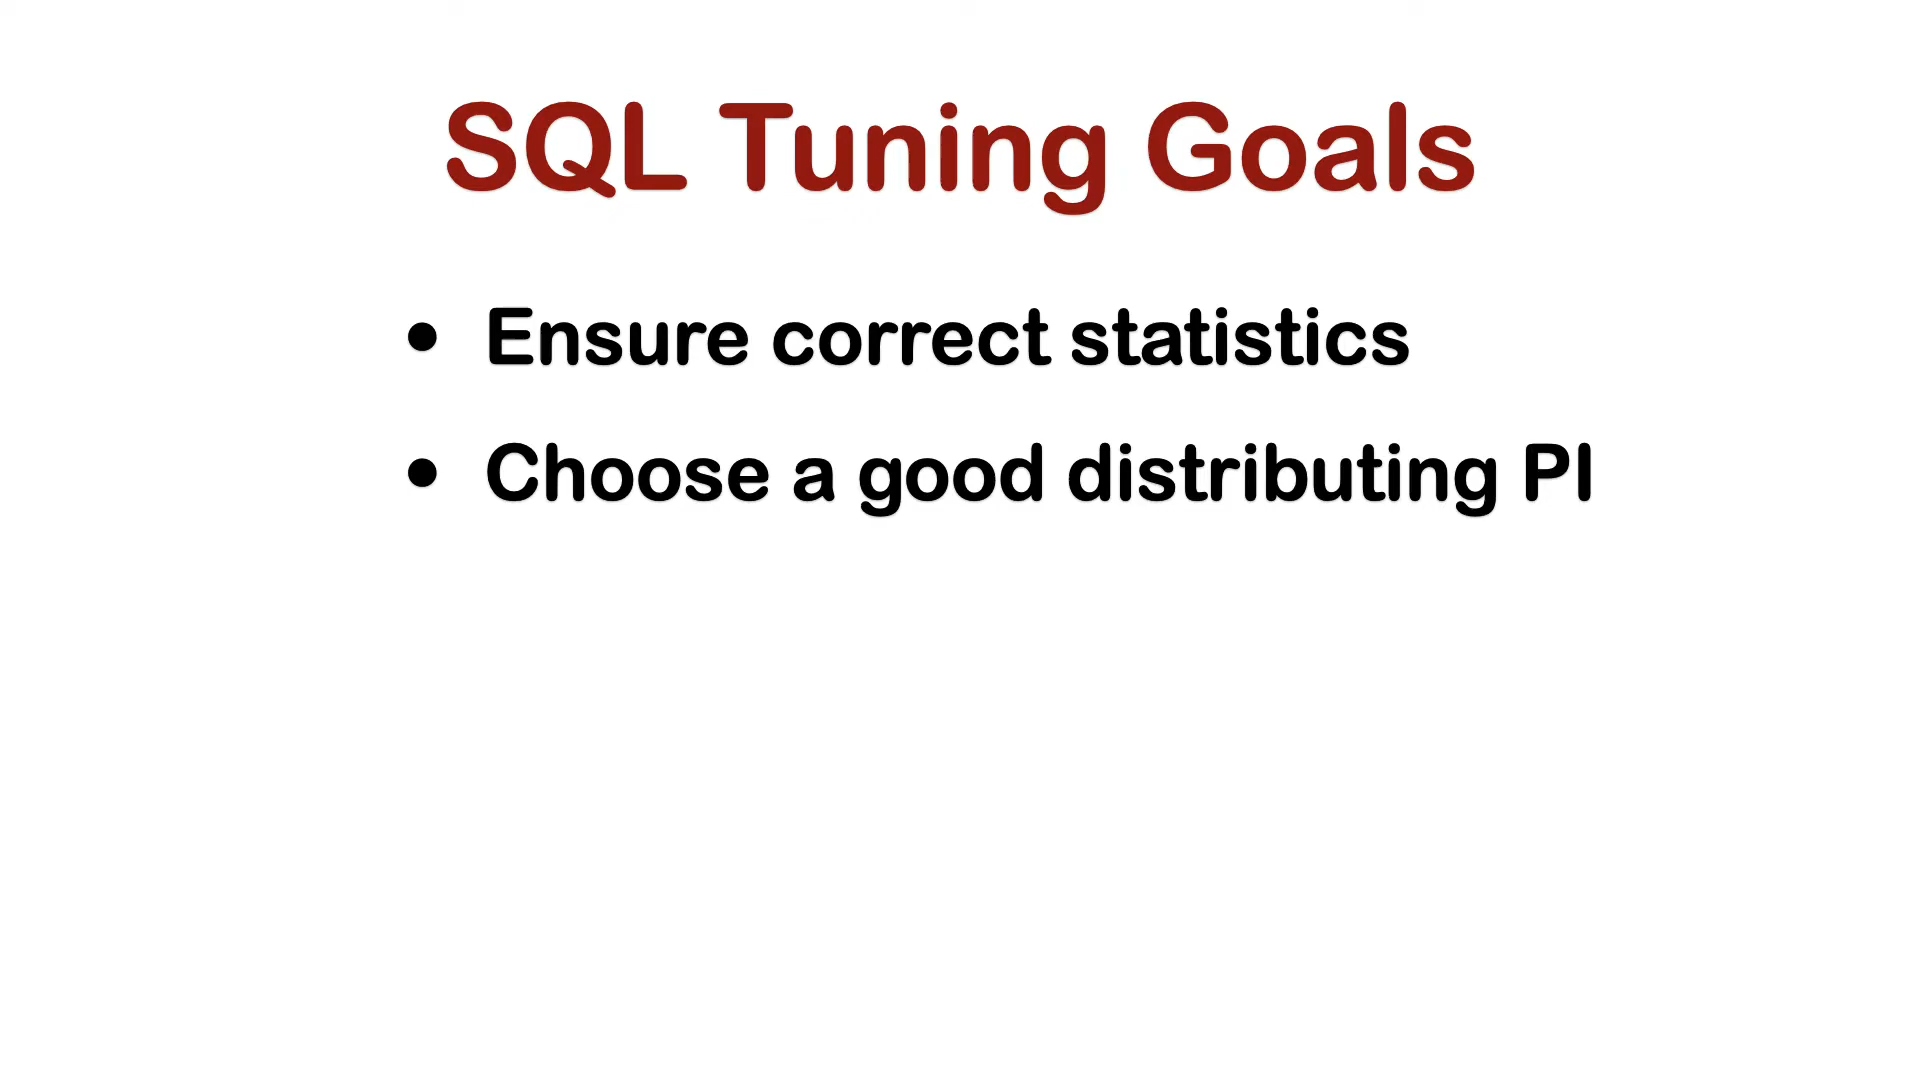 SQL Tuning Goals
• Ensure correct statistics
• Choose a good distributing PI